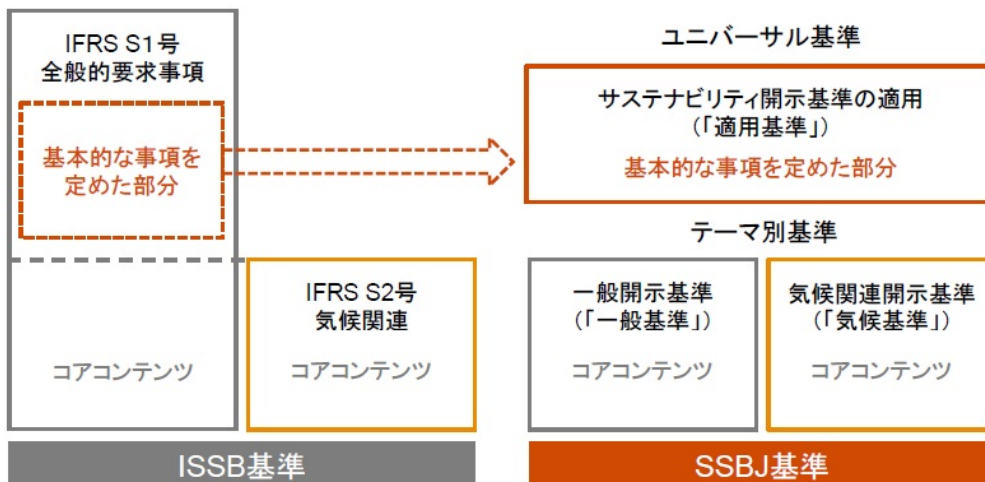 IFRS S1号
全般的要求事項
基本的な事項を
定めた部分
コアコンテンツ
IFRS S2号
気候関連
コアコンテンツ
ISSB基準
ユニバーサル基準
サステナビリティ開示基準の適用
(「適用基準」)
基本的な事項を定めた部分
テーマ別基準
一般開示基準
(「一般基準」)
コアコンテンツ
気候関連開示基準
(「気候基準」)
コアコンテンツ
SSBJ基準